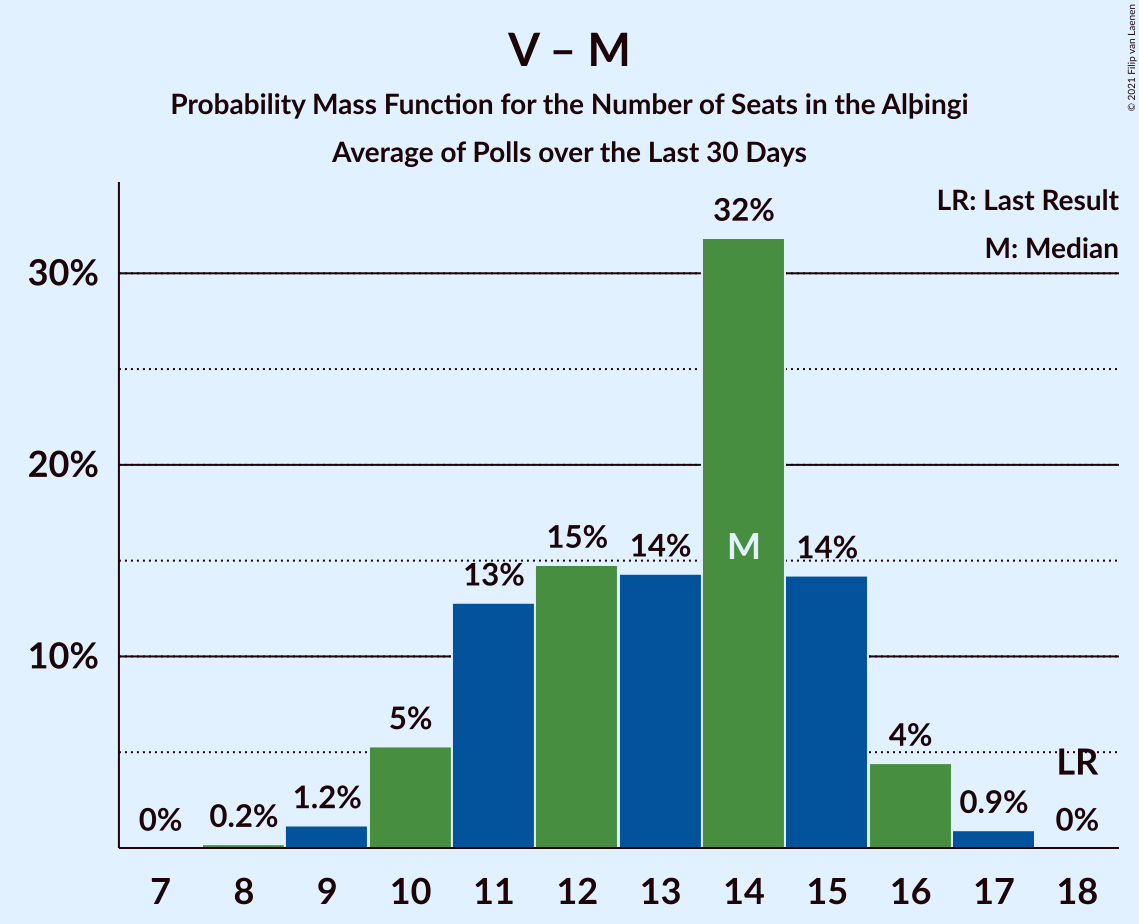 V – M
Probability Mass Function for the Number of Seats in the Alþingi
Average of Polls over the Last 30 Days
© 2021 Filip van Laenen
LR: Last Result
M: Median
30%
20%
10%
0%
0.2%
1.2%
5%
13%
15%
14%
32%
M
14%
4%
0.9%
LR
0%
7 8 9 10 11 12 13 14 15 16 17 18